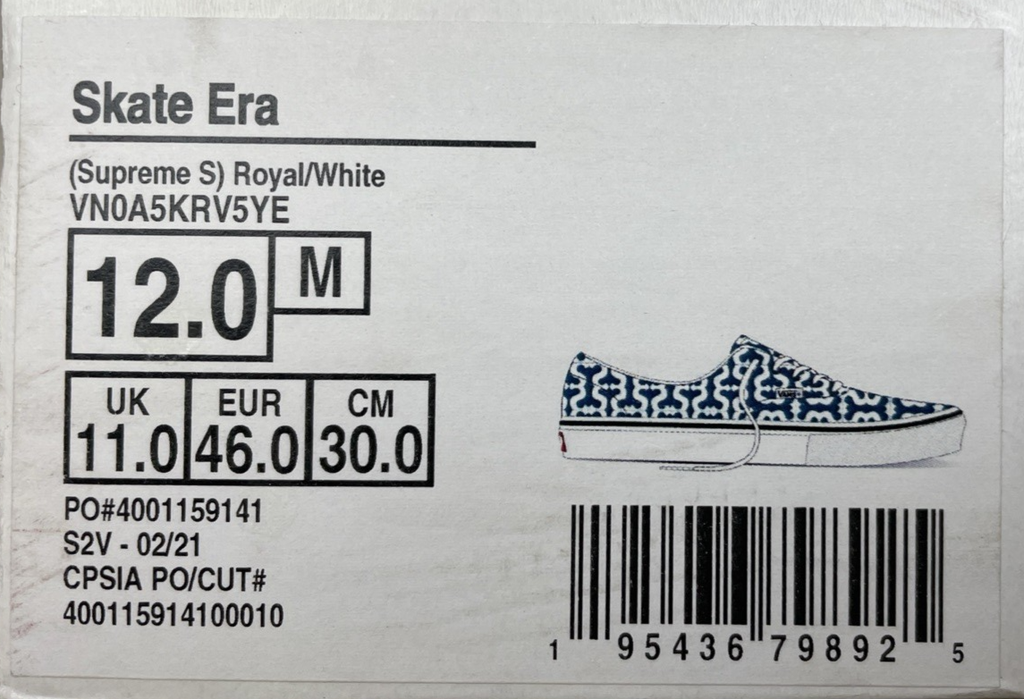 Skate Era
(Supreme S) Royal/White
VN0A5KRV5YE
12.0 M
UK EUR CM
11.0 46.0 30.0
VANS
PO#4001159141
S2V - 02/21
CPSIA PO/CUT#
400115914100010
1 95436 79892 5